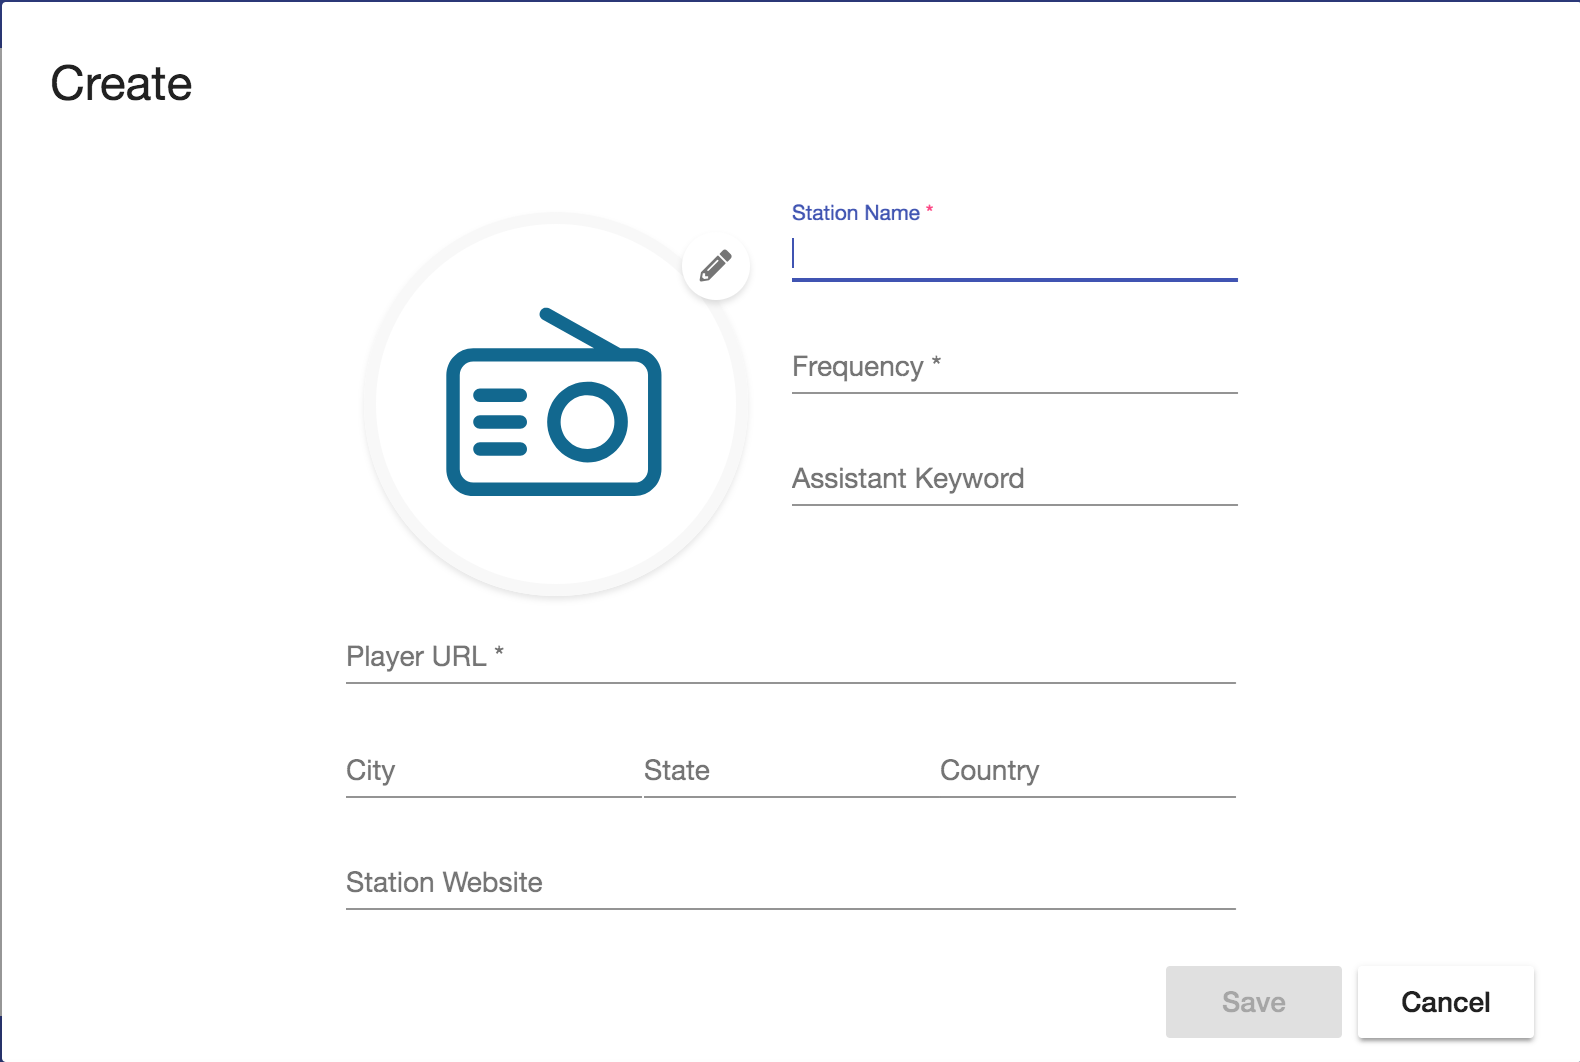 Create
Station Name *
Frequency *
Assistant Keyword
Player URL *
City State Country
Station Website
Save Cancel